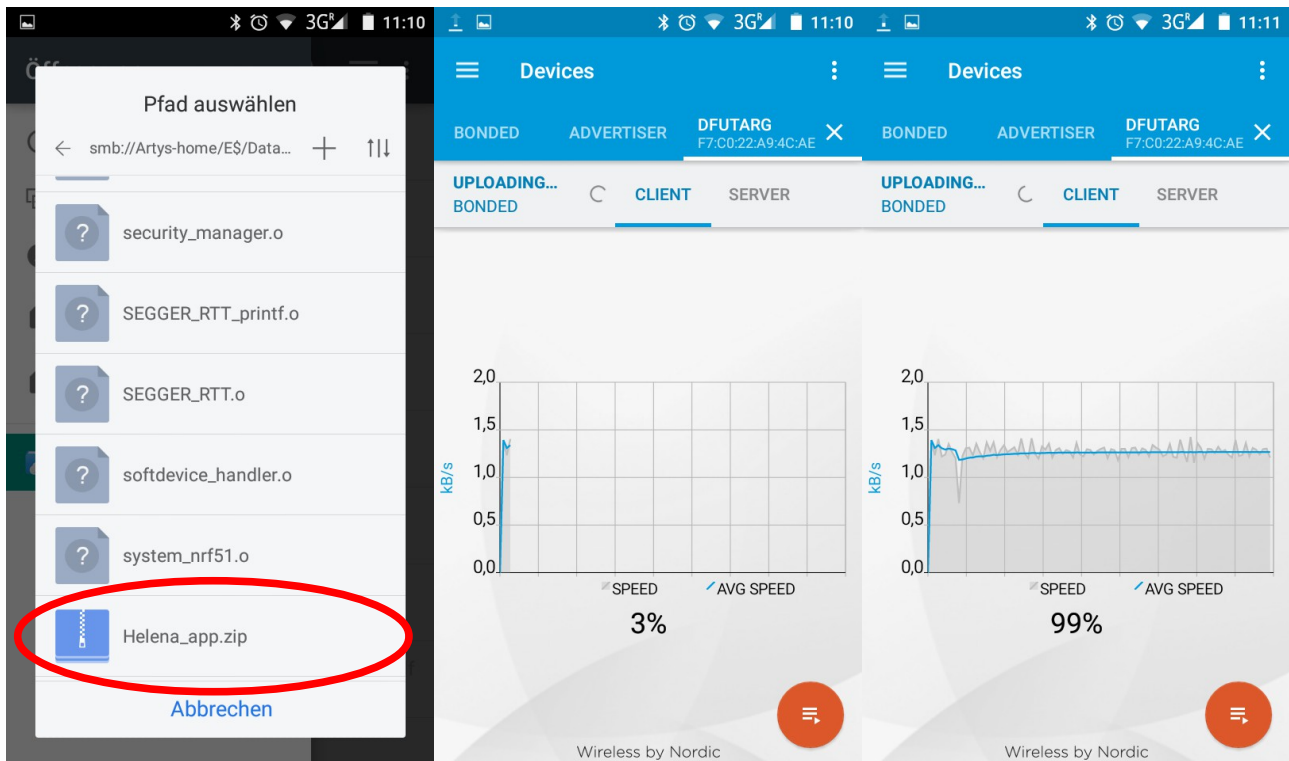 3G R 11:10
Öff
Pfad auswählen
smb://Artys-home/E$/Data...
security_manager.o
SEGGER_RTT_printf.o
SEGGER_RTT.o
softdevice_handler.o
system_nrf51.o
Helena_app.zip
Abbrechen
3G R 11:10
Devices
BONDED ADVERTISER DFUTARG
F7:C0:22:A9:4C:AE
UPLOADING...
BONDED
CLIENT SERVER
2,0
1,5
1,0
0,5
0,0
kB/s
SPEED AVG SPEED
3%
Wireless by Nordic
3G R 11:11
Devices
BONDED ADVERTISER DFUTARG
F7:C0:22:A9:4C:AE
UPLOADING...
BONDED
CLIENT SERVER
2,0
1,5
1,0
0,5
0,0
kB/s
SPEED AVG SPEED
99%
Wireless by Nordic